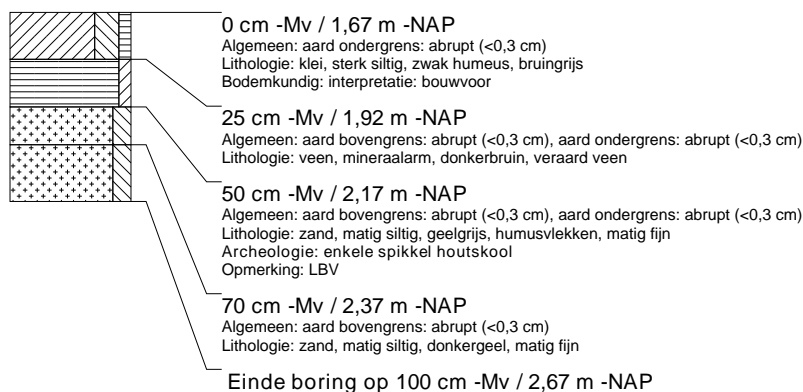 0 cm -Mv / 1,67 m -NAP
Algemeen: aard ondergrens: abrupt (<0,3 cm)
Lithologie: klei, sterk siltig, zwak humeus, bruingrijs
Bodemkundig: interpretatie: bouwvoor
25 cm -Mv / 1,92 m -NAP
Algemeen: aard bovengrens: abrupt (<0,3 cm), aard ondergrens: abrupt (<0,3 cm)
Lithologie: veen, mineraalarm, donkerbruin, veraard veen
50 cm -Mv / 2,17 m -NAP
Algemeen: aard bovengrens: abrupt (<0,3 cm), aard ondergrens: abrupt (<0,3 cm)
Lithologie: zand, matig siltig, geelgrijs, humusvlekken, matig fijn
Archeologie: enkele spikkel houtskool
Opmerking: LBV
70 cm -Mv / 2,37 m -NAP
Algemeen: aard bovengrens: abrupt (<0,3 cm)
Lithologie: zand, matig siltig, donkergeel, matig fijn
Einde boring op 100 cm -Mv / 2,67 m -NAP